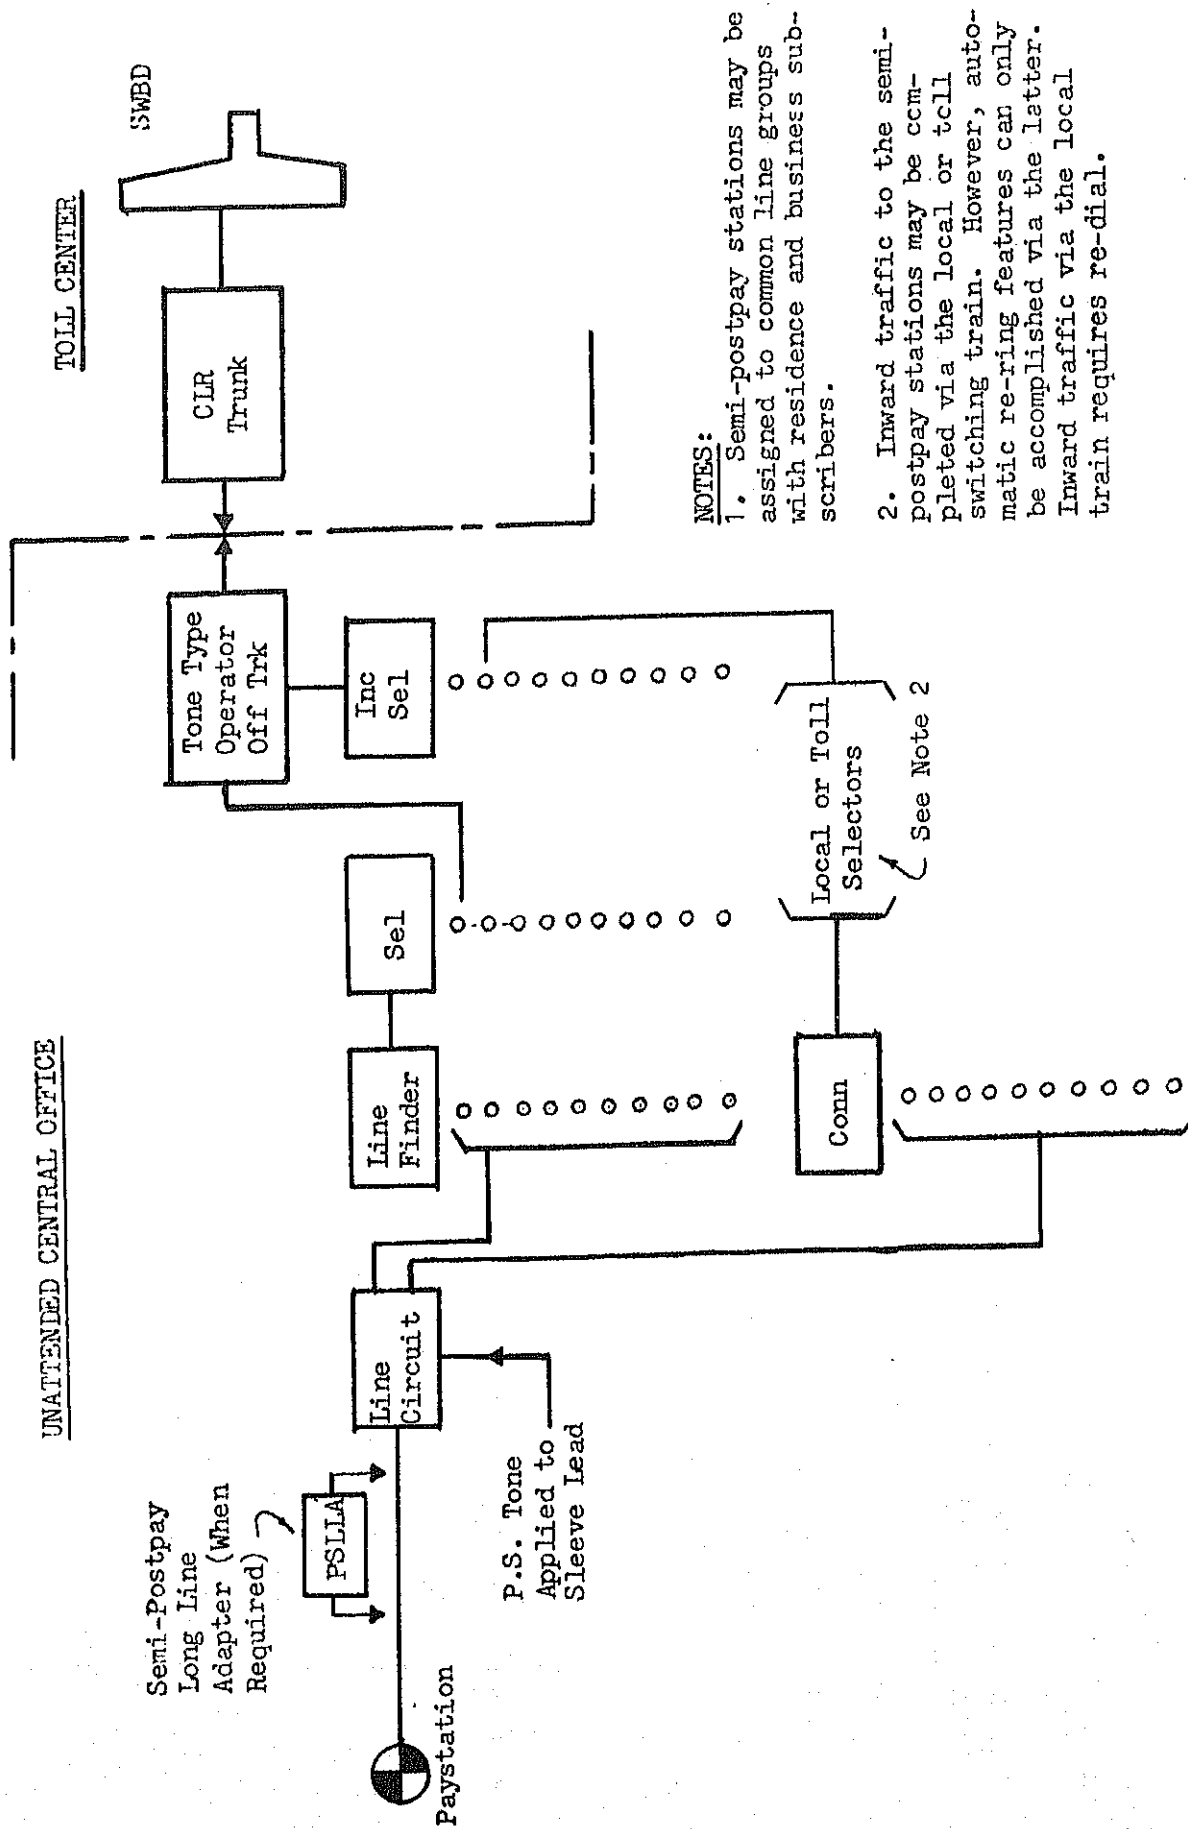 UNATTENDED CENTRAL OFFICE
TOLL CENTER
SWBD
Semi-Postpay
Long Line
Adapter (When
Required)
PSLLA
Paystation
P.S. Tone
Applied to
Sleeve Lead
Line
Circuit
Line
Finder
Sel
Tone Type
Operator
Off Trk
Inc
Sel
CLR
Trunk
Conn
Local or Toll
Selectors
See Note 2
NOTES:
1. Semi-postpay stations may be
assigned to common line groups
with residence and business sub-
scribers.
2. Inward traffic to the semi-
postpay stations may be com-
pleted via the local or toll
switching train. However, auto-
matic re-ring features can only
be accomplished via the latter.
Inward traffic via the local
train requires re-dial.